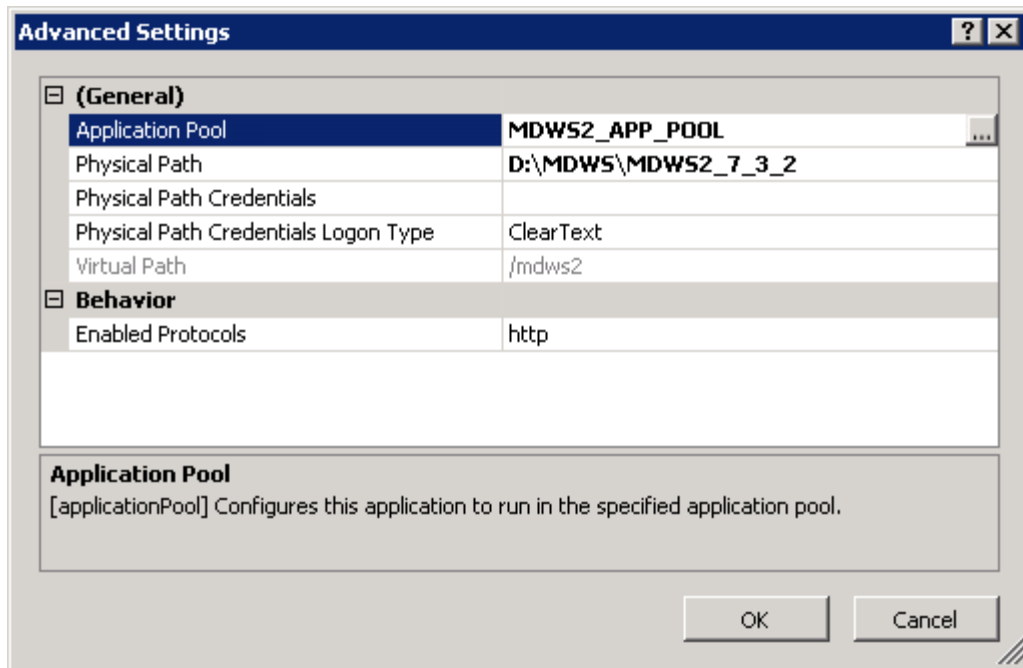 Advanced Settings
(General)
Application Pool MDWS2_APP_POOL ...
Physical Path D:\MDWS\MDWS2_7_3_2
Physical Path Credentials
Physical Path Credentials Logon Type ClearText
Virtual Path /mdws2
Behavior
Enabled Protocols http
Application Pool
[applicationPool] Configures this application to run in the specified application pool.
OK Cancel